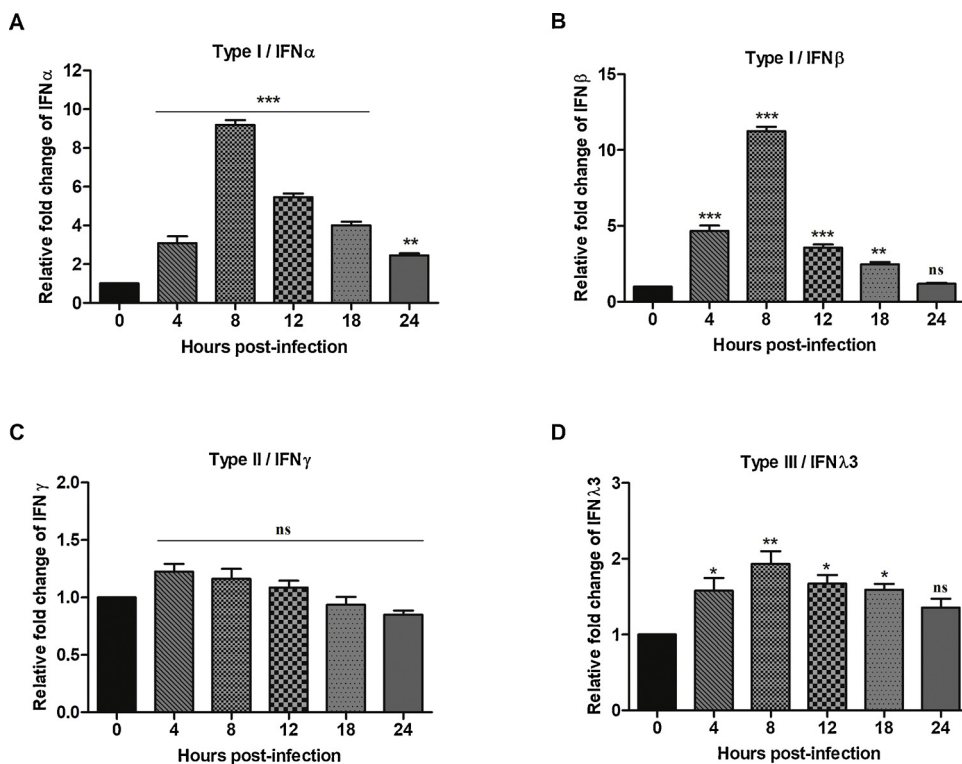 A
Type I / IFNα
Relative fold change of IFNα
12
10
8
6
4
2
0
***
**
0 4 8 12 18 24
Hours post-infection
B
Type I / IFNβ
Relative fold change of IFNβ
15
10
5
0
*** *** *** ** ns
0 4 8 12 18 24
Hours post-infection
C
Type II / IFNγ
Relative fold change of IFN γ
2.0
1.5
1.0
0.5
0.0
ns
0 4 8 12 18 24
Hours post-infection
D
Type III / IFNλ3
Relative fold change of IFNλ3
3
2
1
0
* ** * * ns
0 4 8 12 18 24
Hours post-infection